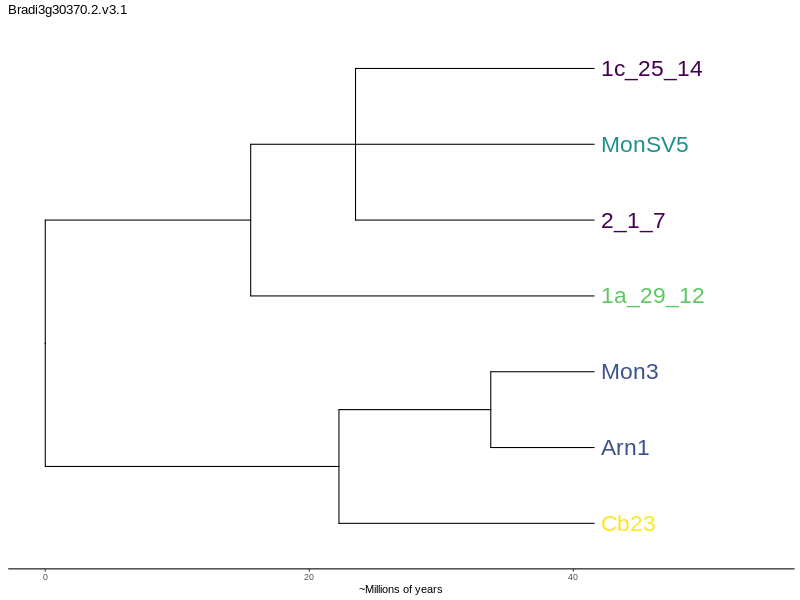 Bradi3g30370.2.v3.1
1c_25_14
MonSV5
2_1_7
1a_29_12
Mon3
Arn1
Cb23
0 20 40
~Millions of years